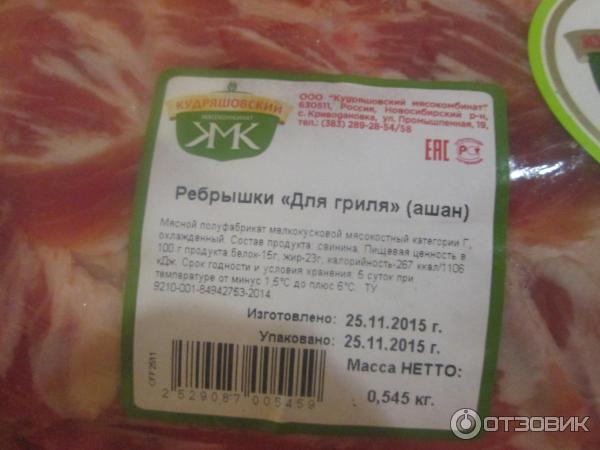 КУДРЯШОВСКИЙ
МЯСОКОМБИНАТ
КМК
ООО "Кудряшовский мясокомбинат"
630511, Россия, Новосибирский р-н,
с. Криводановка, ул. Промышленная, 19,
тел.: (383) 289-28-54/58
ЕАС РСТ
Ребрышки «Для гриля» (ашан)
Мясной полуфабрикат мелкокусковой мясокостный категории Г,
охлажденный. Состав продукта: свинина. Пищевая ценность в
100 г продукта:белок-15г, жир-23г, калорийность-267 ккал/1106
кДж. Срок годности и условия хранения: 5 суток при
температуре от минус 1,5°C до плюс 6°C. ТУ
9210-001-84942753-2014
Изготовлено: 25.11.2015 г.
Упаковано: 25.11.2015 г.
Масса НЕТТО:
0,545 кг.
CFF2511
2 529087 005459
ОТЗОВИК